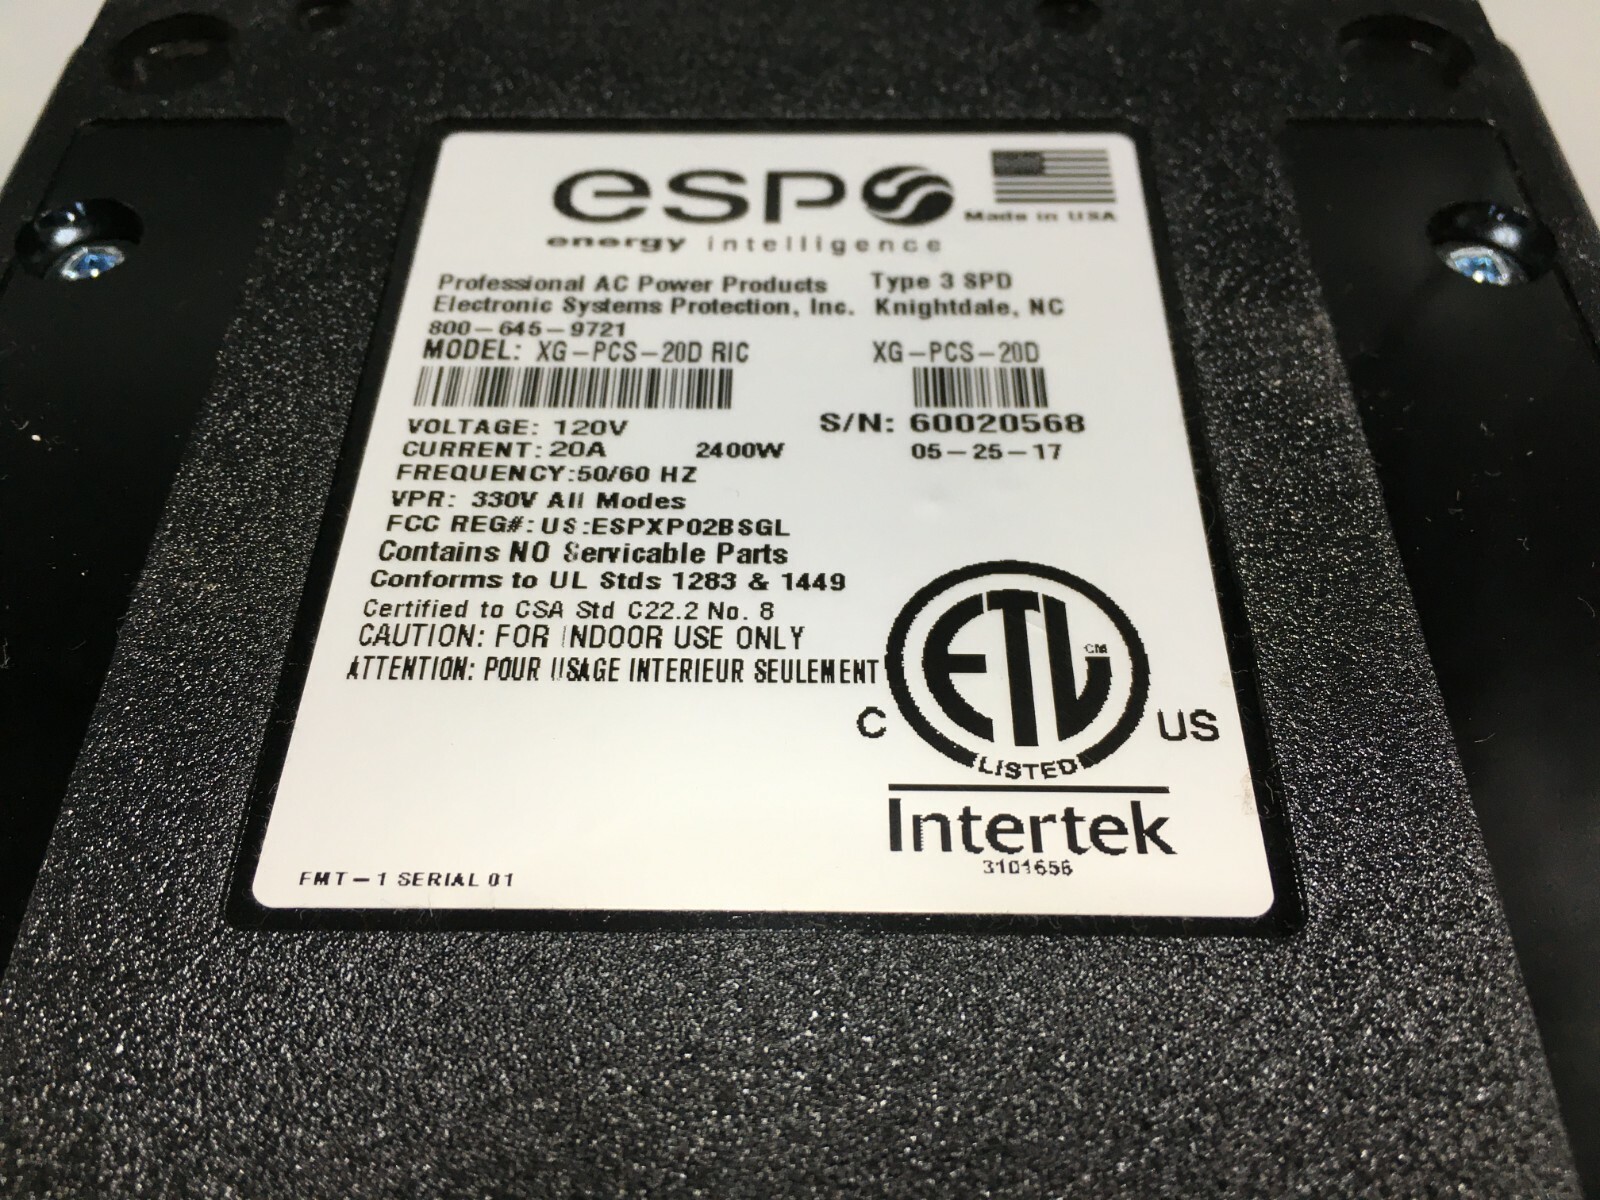 esp
Made in USA
energy intelligence
Professional AC Power Products Type 3 SPD
Electronic Systems Protection, Inc. Knightdale, NC
800-645-9721
MODEL: XG-PCS-20D RIC XG-PCS-20D
VOLTAGE: 120V S/N: 60020568
CURRENT: 20A 2400W 05-25-17
FREQUENCY:50/60 HZ
VPR: 330V All Modes
FCC REG#: US:ESPXP02BSGL
Contains NO Servicable Parts
Conforms to UL Stds 1283 & 1449
Certified to CSA Std C22.2 No. 8
CAUTION: FOR INDOOR USE ONLY
ATTENTION: POUR USAGE INTERIEUR SEULEMENT
ETL CM
C US
LISTED
Intertek
3101656
FMT-1 SERIAL 01